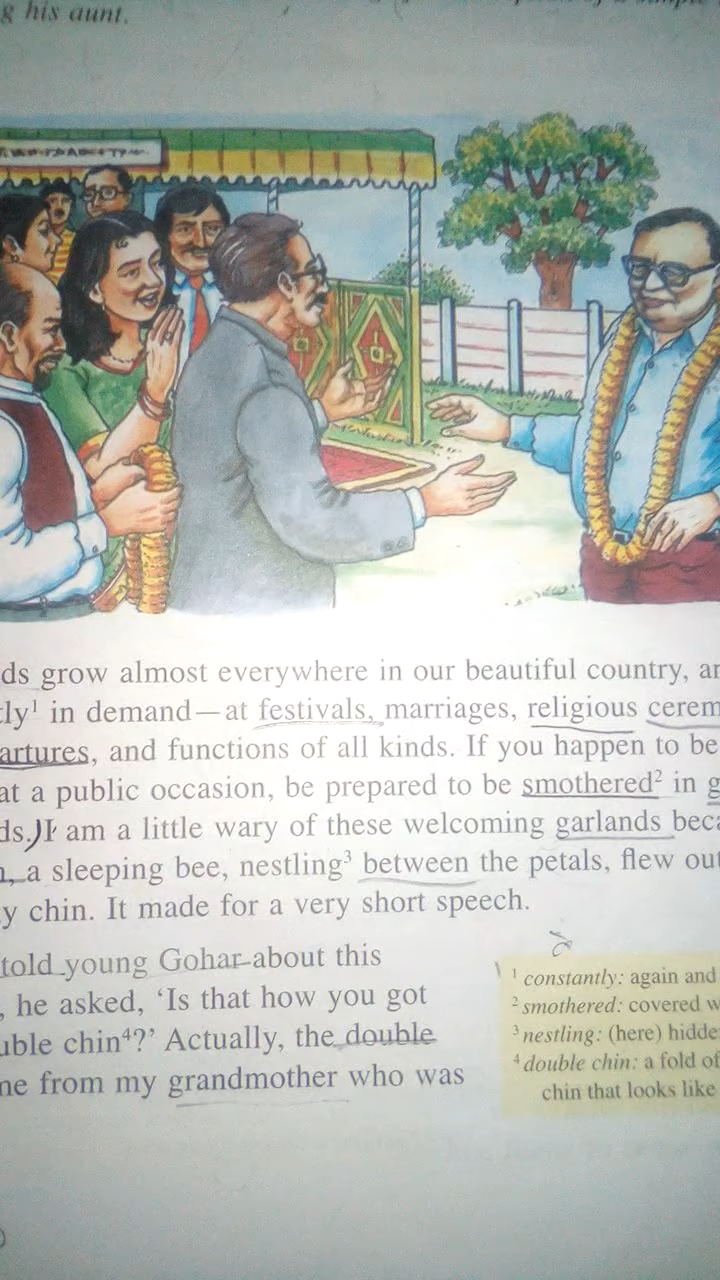 g his aunt.
ds grow almost everywhere in our beautiful country, ar
tly¹ in demand—at festivals, marriages, religious cerem
artures, and functions of all kinds. If you happen to be
at a public occasion, be prepared to be smothered² in g
ds. I am a little wary of these welcoming garlands beca
, a sleeping bee, nestling³ between the petals, flew out
y chin. It made for a very short speech.
told young Gohar about this
, he asked, ‘Is that how you got
uble chin⁴?’ Actually, the double
me from my grandmother who was
¹ constantly: again and
² smothered: covered w
³ nestling: (here) hidde
⁴ double chin: a fold of
chin that looks like